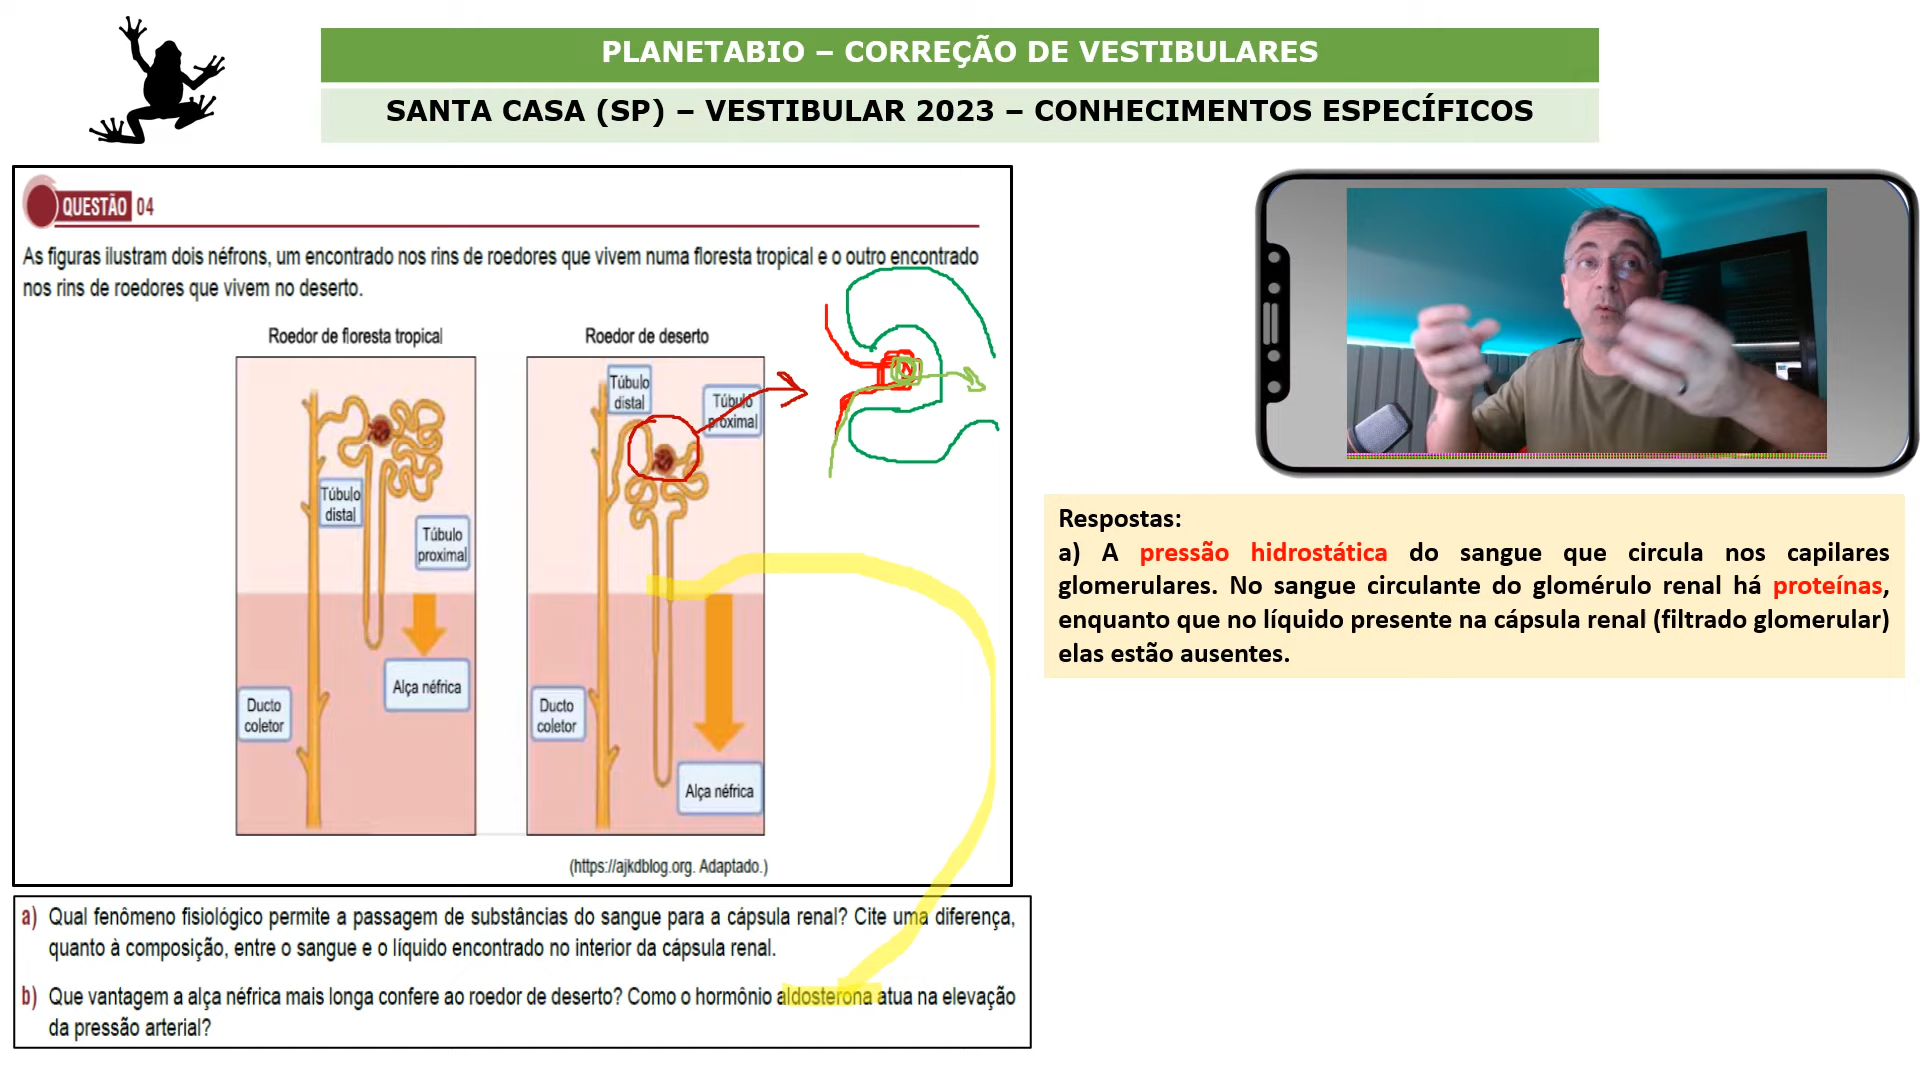 PLANETABIO – CORREÇÃO DE VESTIBULARES
SANTA CASA (SP) – VESTIBULAR 2023 – CONHECIMENTOS ESPECÍFICOS
QUESTÃO 04
As figuras ilustram dois néfrons, um encontrado nos rins de roedores que vivem numa floresta tropical e o outro encontrado
nos rins de roedores que vivem no deserto.
Roedor de floresta tropical
Túbulo
distal
Túbulo
proximal
Alça néfrica
Ducto
coletor
Roedor de deserto
Túbulo
distal
Túbulo
proximal
Ducto
coletor
Alça néfrica
(https://ajkdblog.org. Adaptado.)
a) Qual fenômeno fisiológico permite a passagem de substâncias do sangue para a cápsula renal? Cite uma diferença,
quanto à composição, entre o sangue e o líquido encontrado no interior da cápsula renal.
b) Que vantagem a alça néfrica mais longa confere ao roedor de deserto? Como o hormônio aldosterona atua na elevação
da pressão arterial?
Respostas:
a) A pressão hidrostática do sangue que circula nos capilares
glomerulares. No sangue circulante do glomérulo renal há proteínas,
enquanto que no líquido presente na cápsula renal (filtrado glomerular)
elas estão ausentes.